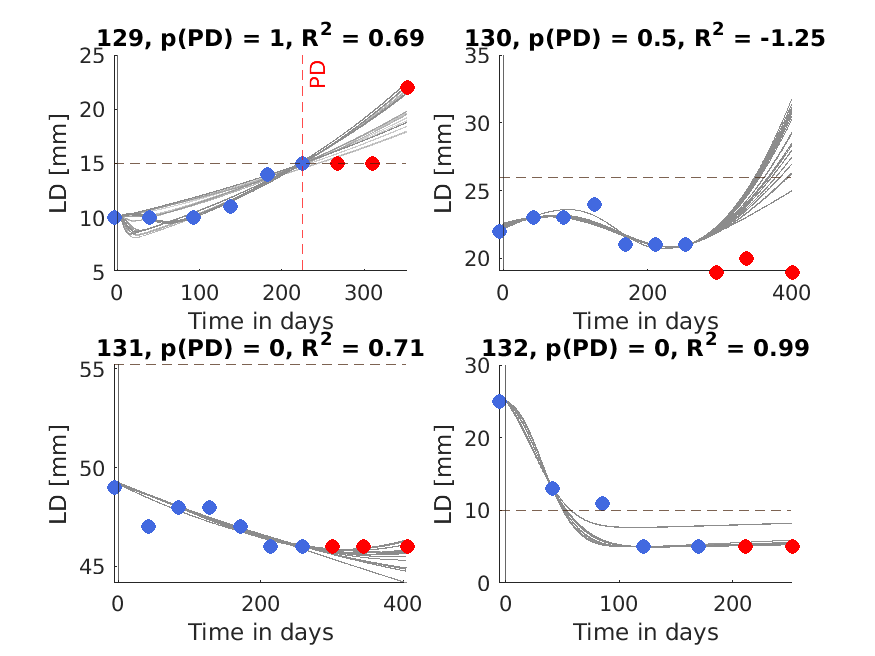 129, p(PD) = 1, R² = 0.69
25
20
15
10
5
LD [mm]
PD
0 100 200 300
Time in days
130, p(PD) = 0.5, R² = -1.25
35
30
25
20
LD [mm]
0 200 400
Time in days
131, p(PD) = 0, R² = 0.71
55
50
45
LD [mm]
0 200 400
Time in days
132, p(PD) = 0, R² = 0.99
30
20
10
0
LD [mm]
0 100 200
Time in days